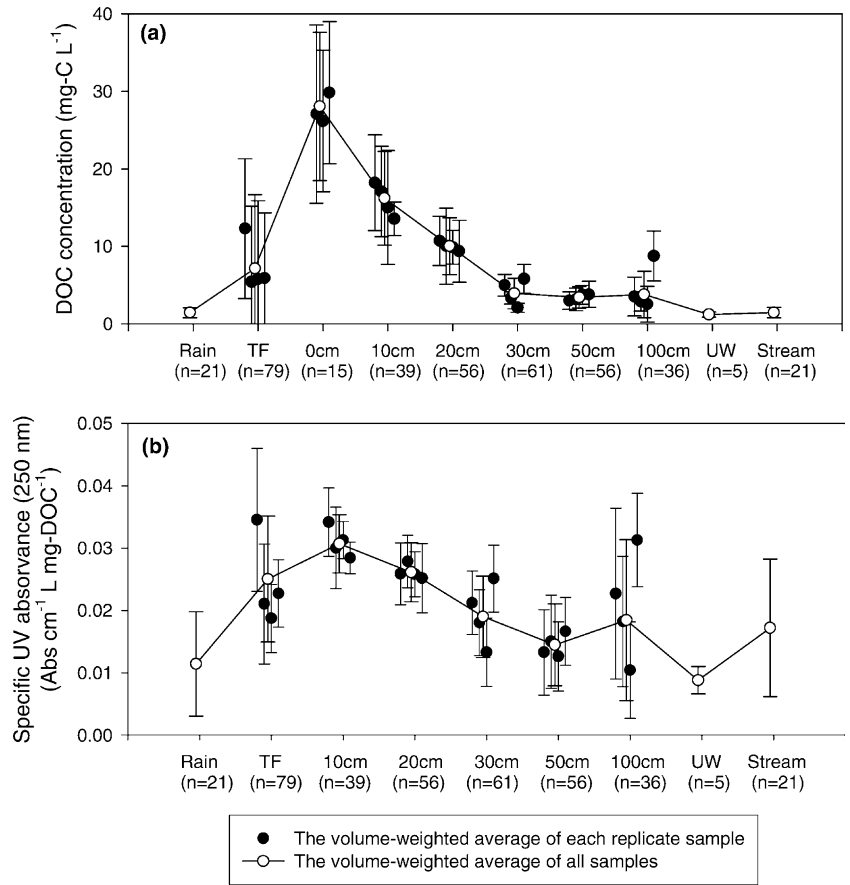 (a)
DOC concentration (mg-C L⁻¹)
40
30
20
10
0
Rain TF 0cm 10cm 20cm 30cm 50cm 100cm UW Stream
(n=21) (n=79) (n=15) (n=39) (n=56) (n=61) (n=56) (n=36) (n=5) (n=21)
(b)
Specific UV absorvance (250 nm)
(Abs cm⁻¹ L mg-DOC⁻¹)
0.05
0.04
0.03
0.02
0.01
0.00
Rain TF 10cm 20cm 30cm 50cm 100cm UW Stream
(n=21) (n=79) (n=39) (n=56) (n=61) (n=56) (n=36) (n=5) (n=21)
The volume-weighted average of each replicate sample
The volume-weighted average of all samples